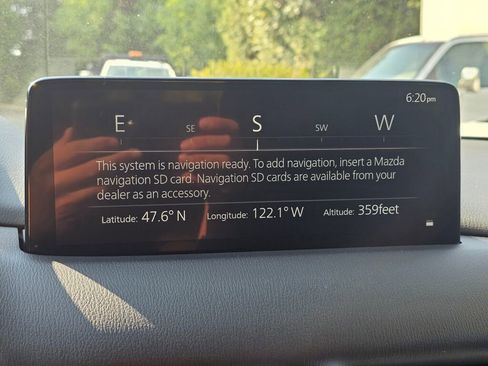 6:20pm
E SE S SW W
This system is navigation ready. To add navigation, insert a Mazda
navigation SD card. Navigation SD cards are available from your
dealer as an accessory.
Latitude: 47.6° N Longitude: 122.1° W Altitude: 359feet